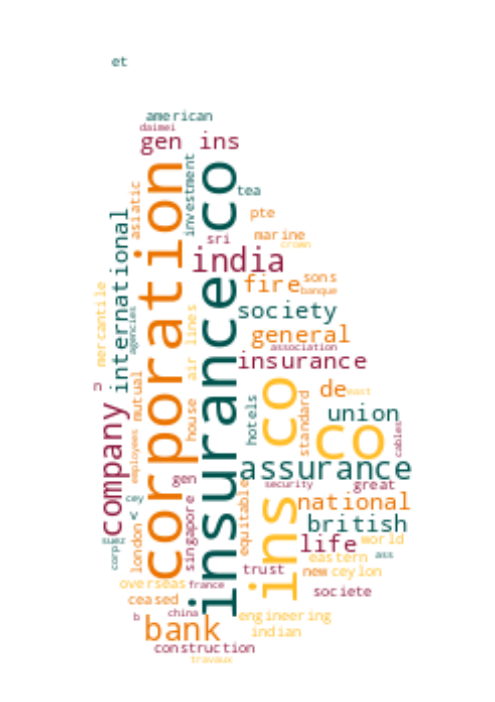 et
american
daimei
gen ins
corporation
insurance co
investment
asiatic
international
tea
pte
sri
marine
crown
india
fire
sons
banque
mercantile
agencies
air lines
society
general
association
insurance
n
mutual
house
company
employees
hotels
ins co
standard
de
east
union
co
cables
assurance
gen
security
great
cey
v
equitable
national
singapore
london
british
suez
corp
life
world
eastern
ass
trust
new
ceylon
overseas
france
societe
ceased
china
b
bank
engineering
indian
construction
travaux